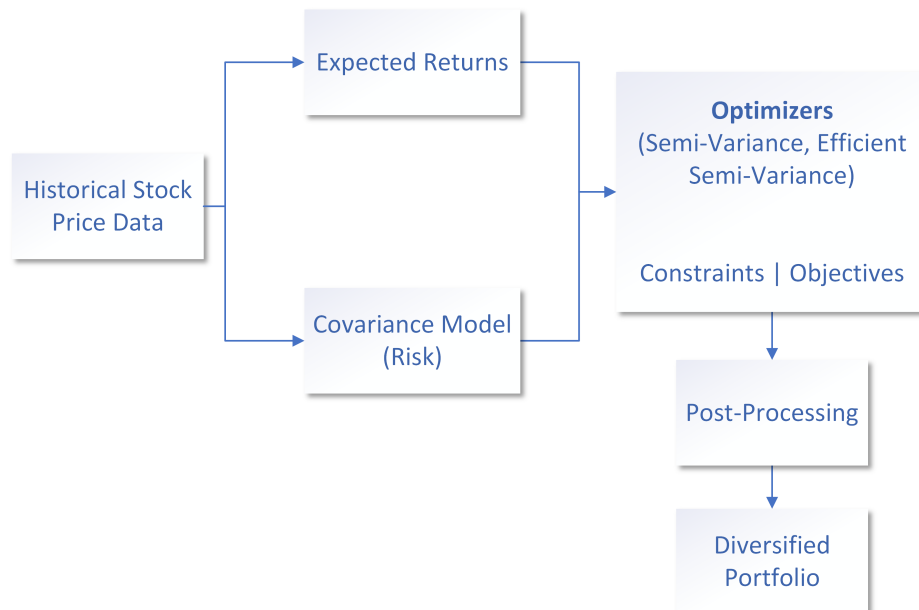 Expected Returns
Optimizers
(Semi-Variance, Efficient
Semi-Variance)
Historical Stock
Price Data
Constraints | Objectives
Covariance Model
(Risk)
Post-Processing
Diversified
Portfolio